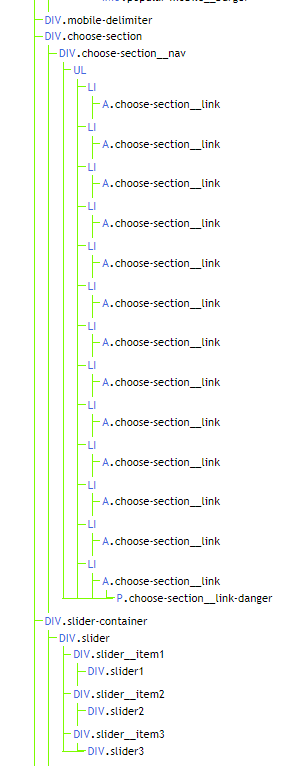 DIV.mobile-delimiter
DIV.choose-section
DIV.choose-section__nav
UL
LI
A.choose-section__link
LI
A.choose-section__link
LI
A.choose-section__link
LI
A.choose-section__link
LI
A.choose-section__link
LI
A.choose-section__link
LI
A.choose-section__link
LI
A.choose-section__link
LI
A.choose-section__link
LI
A.choose-section__link
LI
A.choose-section__link
LI
A.choose-section__link
LI
A.choose-section__link
P.choose-section__link-danger
DIV.slider-container
DIV.slider
DIV.slider__item1
DIV.slider1
DIV.slider__item2
DIV.slider2
DIV.slider__item3
DIV.slider3